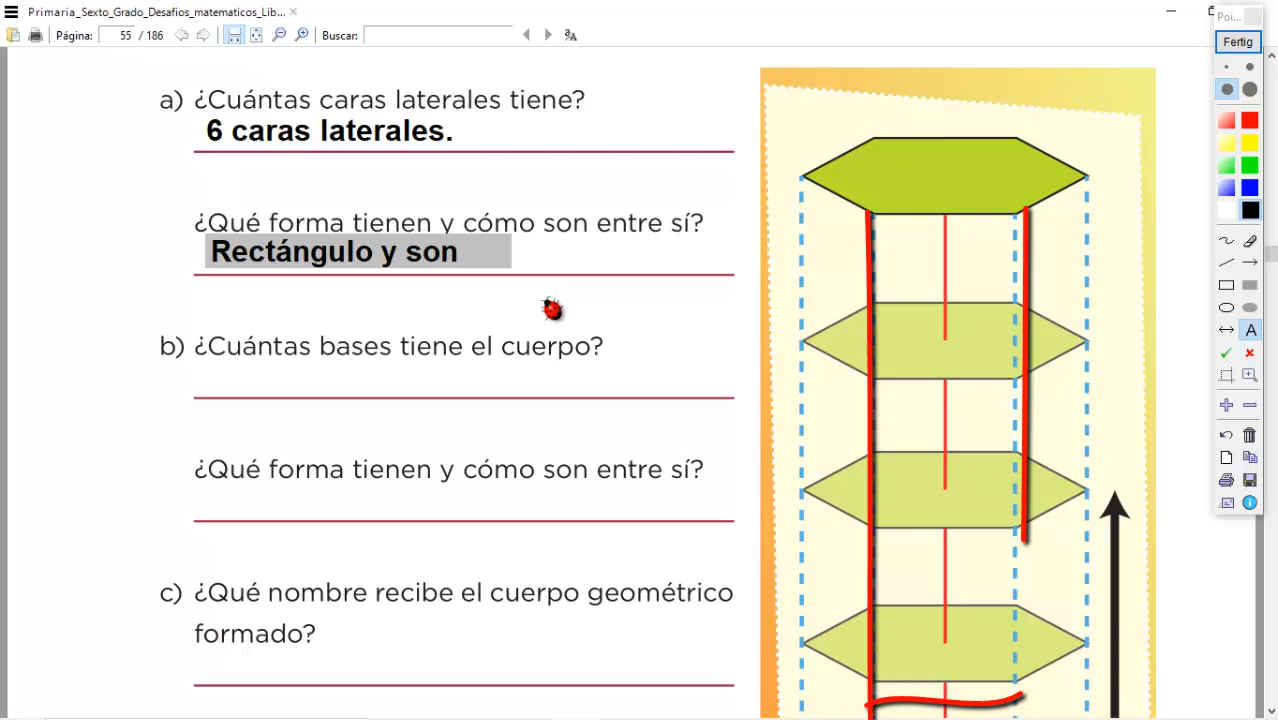 Primaria_Sexto_Grado_Desafios_matematicos_Lib...
Poi...
Página: 55 / 186 Buscar:
Fertig
a) ¿Cuántas caras laterales tiene?
6 caras laterales.
¿Qué forma tienen y cómo son entre sí?
Rectángulo y son
b) ¿Cuántas bases tiene el cuerpo?
¿Qué forma tienen y cómo son entre sí?
c) ¿Qué nombre recibe el cuerpo geométrico
formado?